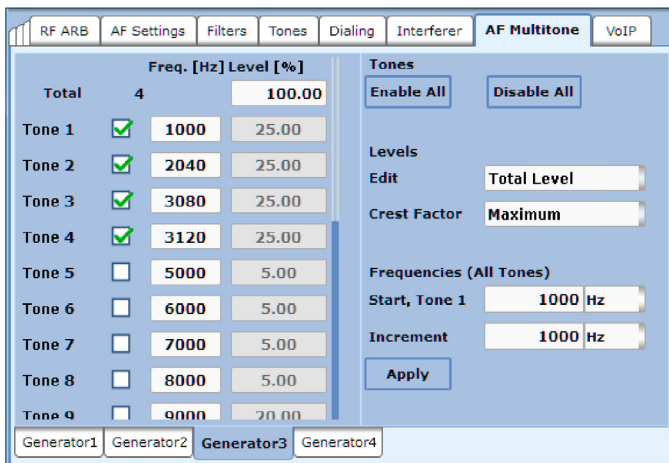 RF ARB AF Settings Filters Tones Dialing Interferer AF Multitone VoIP
Freq. [Hz] Level [%]
Total 4 100.00
Tone 1 1000 25.00
Tone 2 2040 25.00
Tone 3 3080 25.00
Tone 4 3120 25.00
Tone 5 5000 5.00
Tone 6 6000 5.00
Tone 7 7000 5.00
Tone 8 8000 5.00
Tone 9 9000 20.00
Tones
Enable All Disable All
Levels
Edit Total Level
Crest Factor Maximum
Frequencies (All Tones)
Start, Tone 1 1000 Hz
Increment 1000 Hz
Apply
Generator1 Generator2 Generator3 Generator4